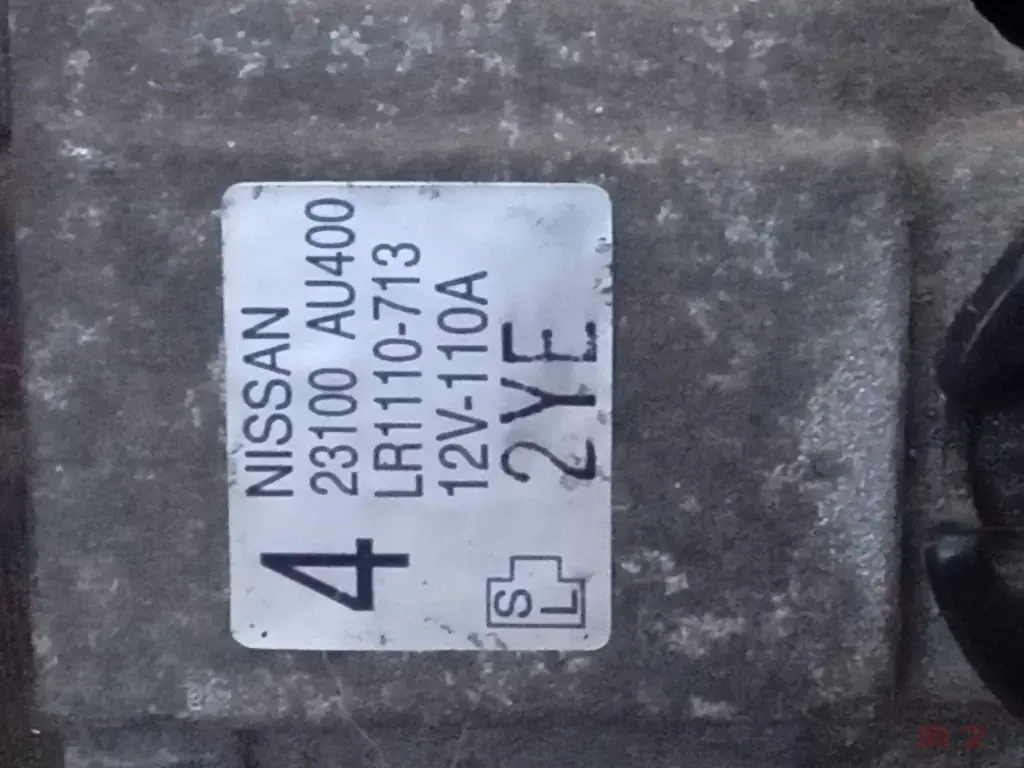 NISSAN
23100 AU400
LR1110-713
12V-110A
2YE
4
S
L